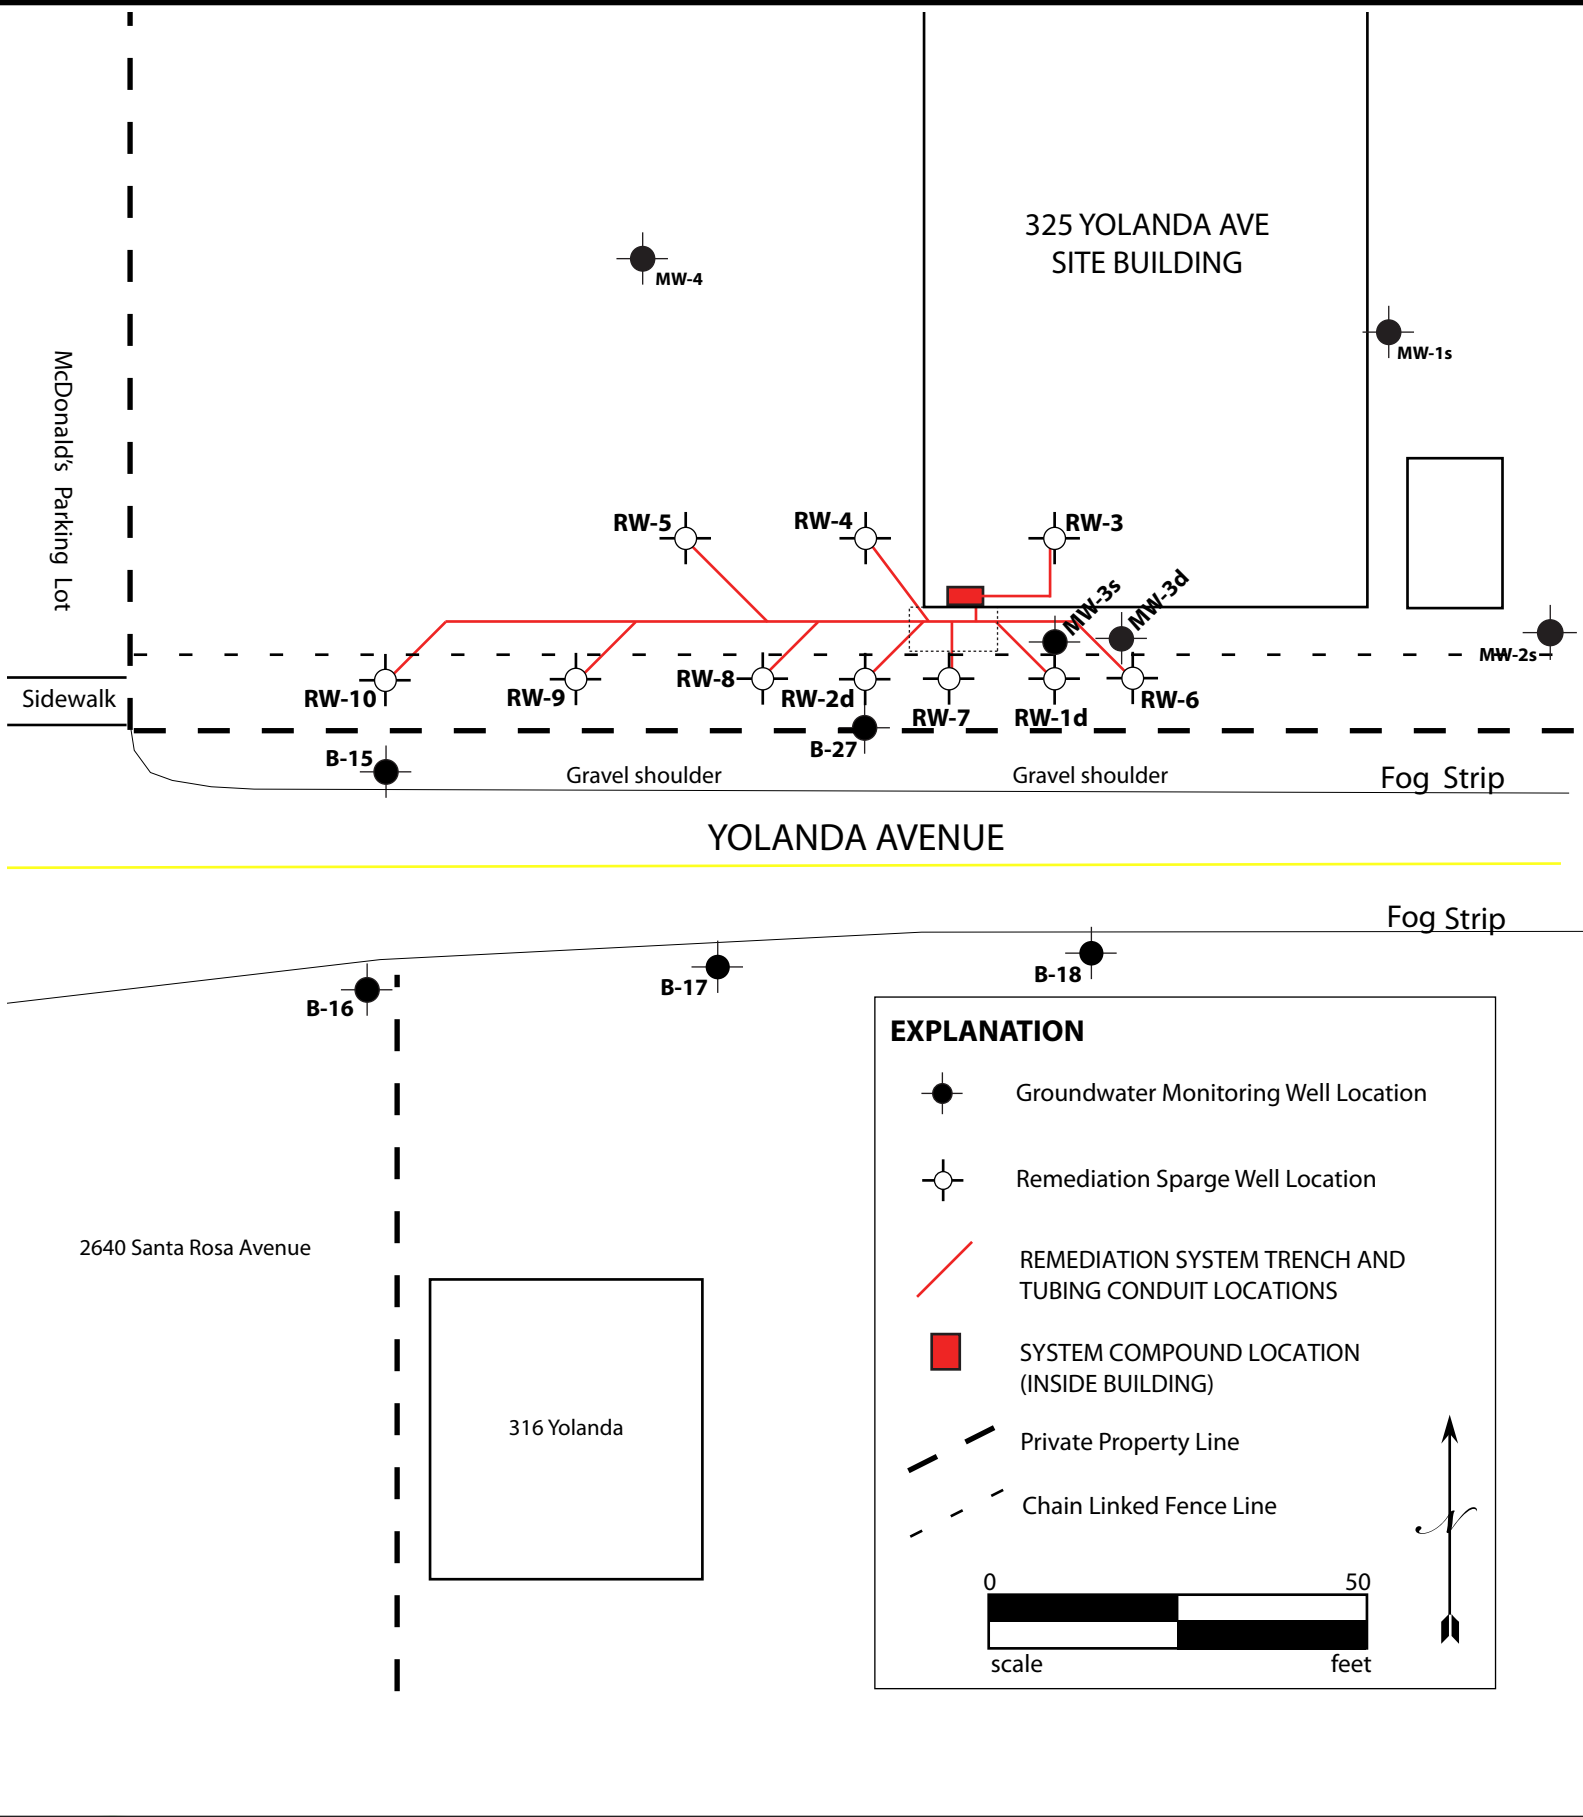 325 YOLANDA AVE
SITE BUILDING
MW-4
MW-1s
McDonald's Parking Lot
RW-5
RW-4
RW-3
MW-3s
MW-3d
MW-2s
Sidewalk
RW-10
RW-9
RW-8
RW-2d
RW-7
RW-1d
RW-6
B-15
B-27
Gravel shoulder
Gravel shoulder
Fog Strip
YOLANDA AVENUE
Fog Strip
B-16
B-17
B-18
EXPLANATION
Groundwater Monitoring Well Location
Remediation Sparge Well Location
REMEDIATION SYSTEM TRENCH AND
TUBING CONDUIT LOCATIONS
SYSTEM COMPOUND LOCATION
(INSIDE BUILDING)
Private Property Line
Chain Linked Fence Line
N
0 50
scale feet
2640 Santa Rosa Avenue
316 Yolanda